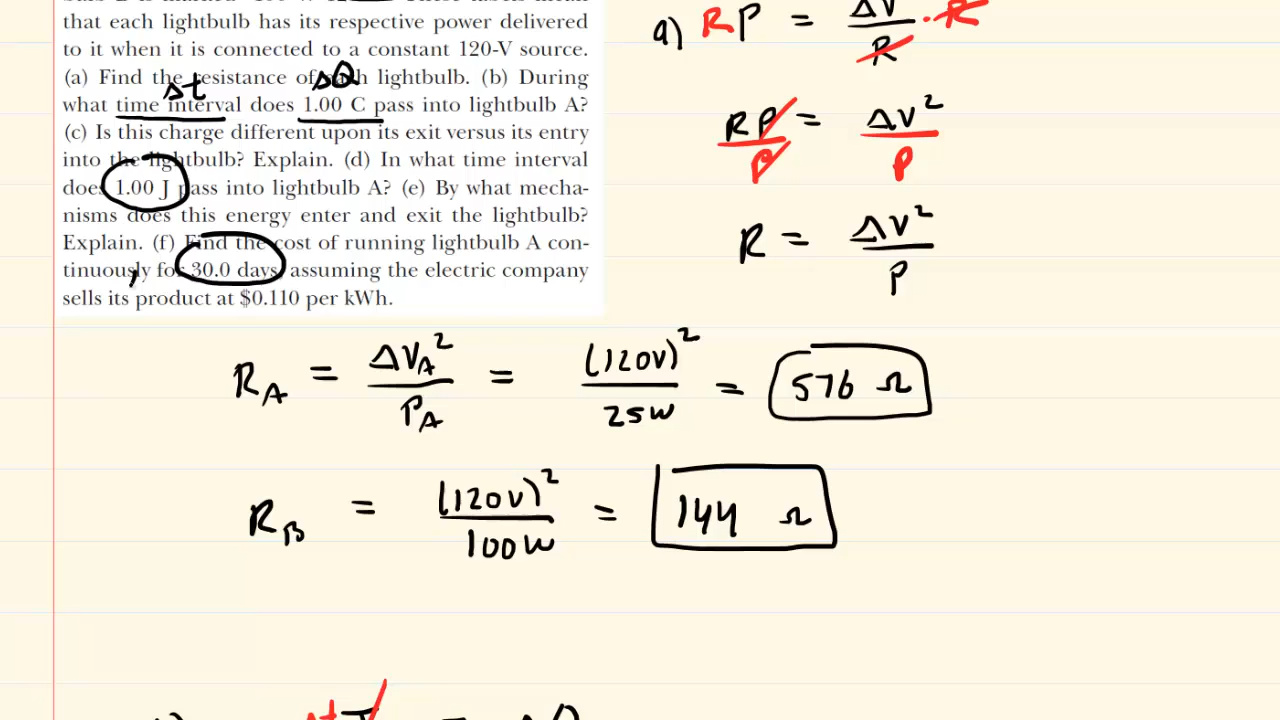 that each lightbulb has its respective power delivered
to it when it is connected to a constant 120-V source.
(a) Find the resistance of each lightbulb. (b) During
Δt ΔQ
what time interval does 1.00 C pass into lightbulb A?
(c) Is this charge different upon its exit versus its entry
into the lightbulb? Explain. (d) In what time interval
does 1.00 J pass into lightbulb A? (e) By what mecha-
nisms does this energy enter and exit the lightbulb?
Explain. (f) Find the cost of running lightbulb A con-
tinuously for 30.0 days, assuming the electric company
sells its product at $0.110 per kWh.
a) RP = ΔV / R · R
RP / P = ΔV² / P
R = ΔV² / P
R_A = ΔV_A² / P_A = (120V)² / 25W = 576 Ω
R_B = (120V)² / 100W = 144 Ω